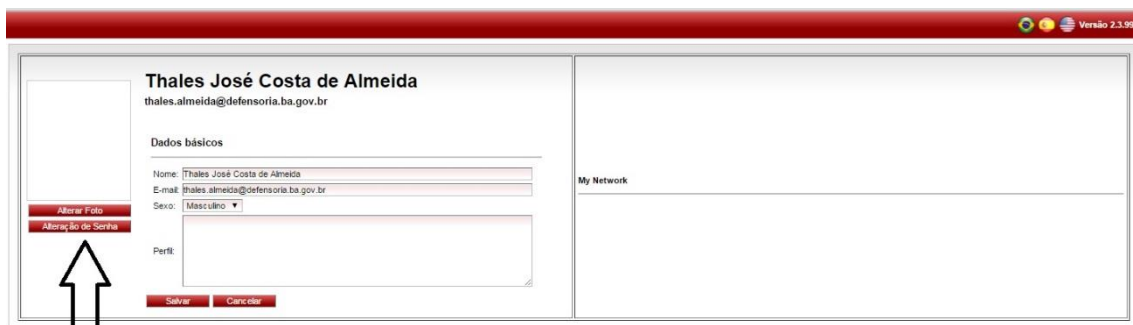 Versão 2.3.99
Thales José Costa de Almeida
thales.almeida@defensoria.ba.gov.br
Dados básicos
Nome: Thales José Costa de Almeida
E-mail: thales.almeida@defensoria.ba.gov.br
Sexo: Masculino
Alterar Foto
Alteração de Senha
Perfil:
Salvar Cancelar
My Network